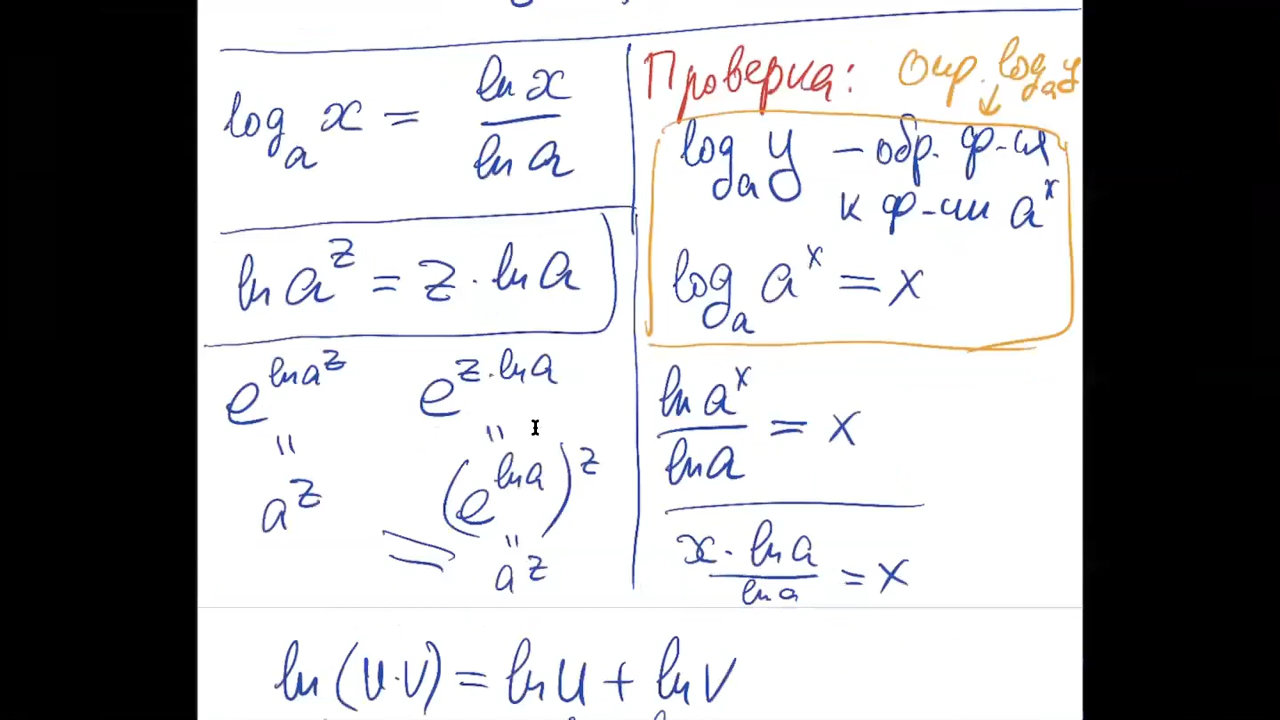 log_a x = ln x / ln a
ln a^z = z · ln a
e^{ln a^z} e^{z · ln a}
" "
a^z = (e^{ln a})^z
"
a^z
Проверка: Опр. log_a y
↓
log_a y – обр. ф-ия
к ф-ии a^x
log_a a^x = x
ln a^x / ln a = x
x · ln a / ln a = x
ln (u·v) = ln u + ln v